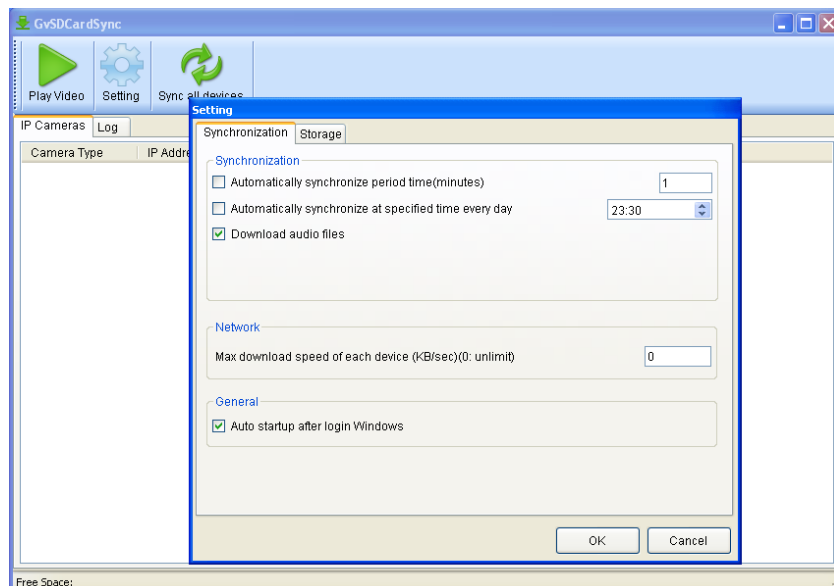 GvSDCardSync
Play Video Setting Sync all devices
IP Cameras Log
Camera Type IP Addre
Setting
Synchronization Storage
Synchronization
Automatically synchronize period time(minutes) 1
Automatically synchronize at specified time every day 23:30
Download audio files
Network
Max download speed of each device (KB/sec)(0: unlimit) 0
General
Auto startup after login Windows
OK Cancel
Free Space: